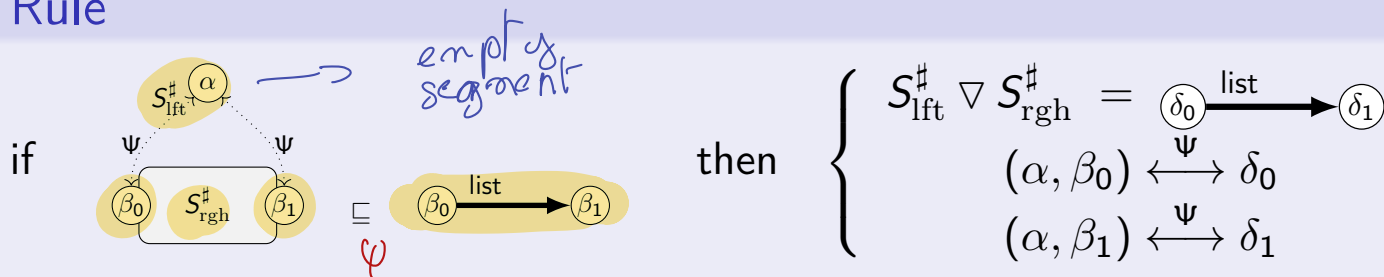 Rule
empty
segment
α
S♯lft
Ψ Ψ
if
β0 S♯rgh β1 ⊑ β0 list β1
φ
then
S♯lft ∇ S♯rgh = δ0 list δ1
(α, β0) ⟷Ψ δ0
(α, β1) ⟷Ψ δ1